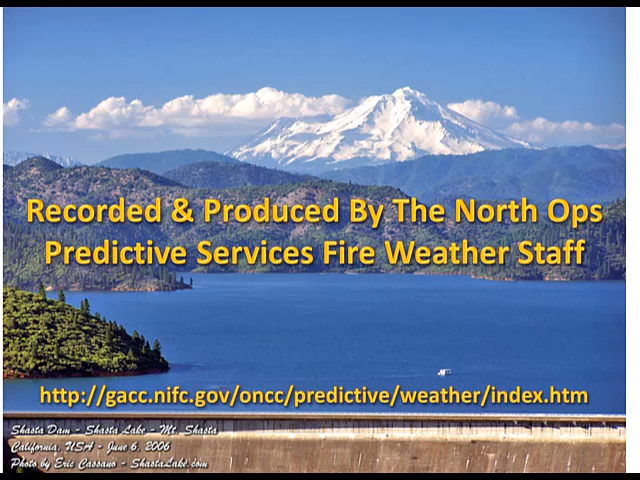 Recorded & Produced By The North Ops
Predictive Services Fire Weather Staff
http://gacc.nifc.gov/oncc/predictive/weather/index.htm
Shasta Dam - Shasta Lake - Mt. Shasta
California, USA - June 6, 2006
Photo by Eric Cassano - ShastaLake.com